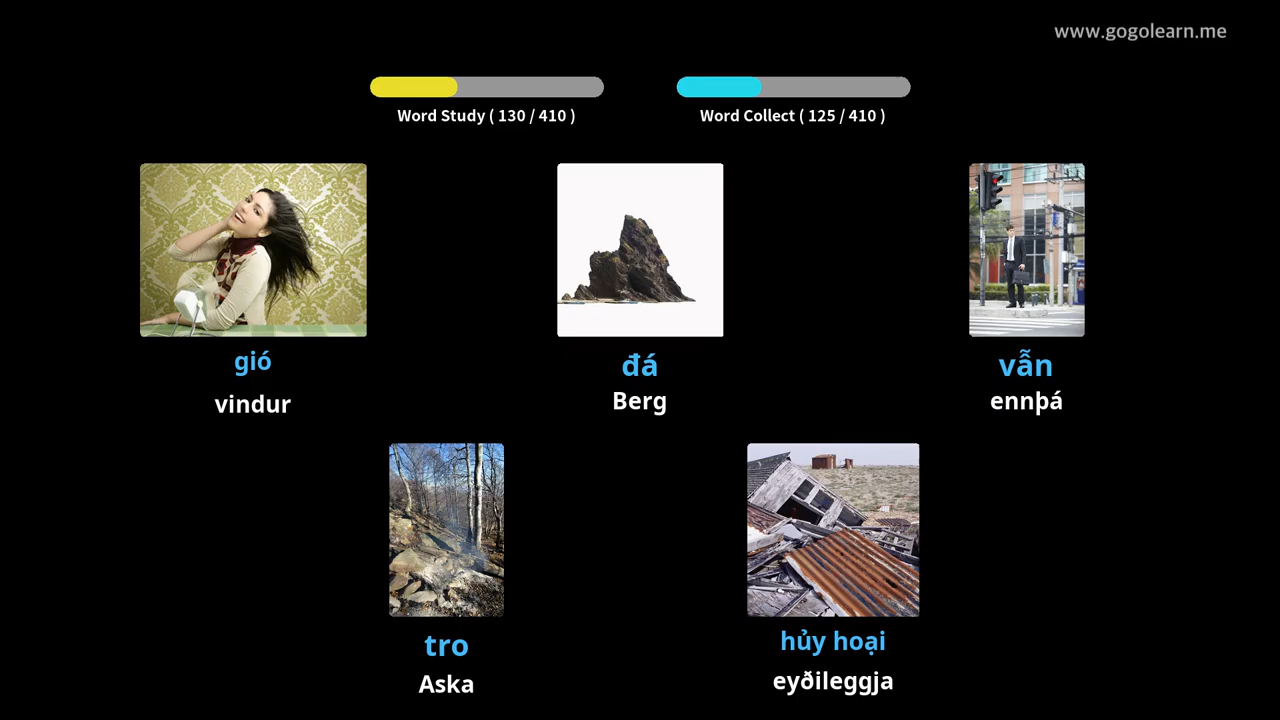 www.gogolearn.me
Word Study ( 130 / 410 )
Word Collect ( 125 / 410 )
gió
vindur
đá
Berg
vẫn
ennþá
tro
Aska
hủy hoại
eyðileggja